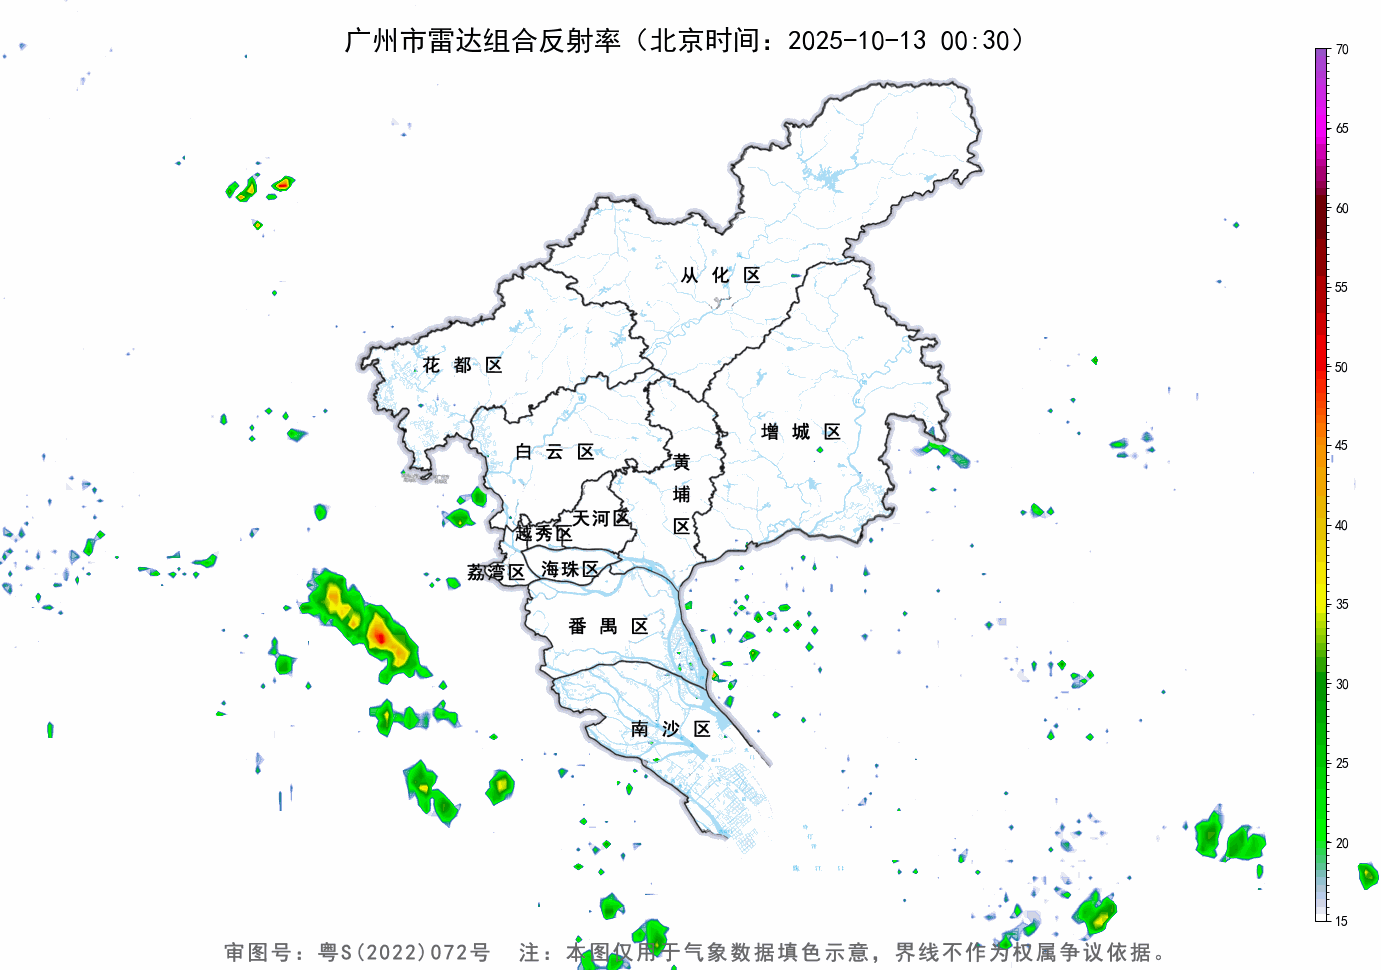 广州市雷达组合反射率（北京时间：2025-10-13 00:30）
70
65
60
55
50
45
40
35
30
25
20
15
从化区
花都区
增城区
白云区
黄埔区
天河区
越秀区
荔湾区
海珠区
番禺区
南沙区
审图号：粤S(2022)072号 注：本图仅用于气象数据填色示意，界线不作为权属争议依据。